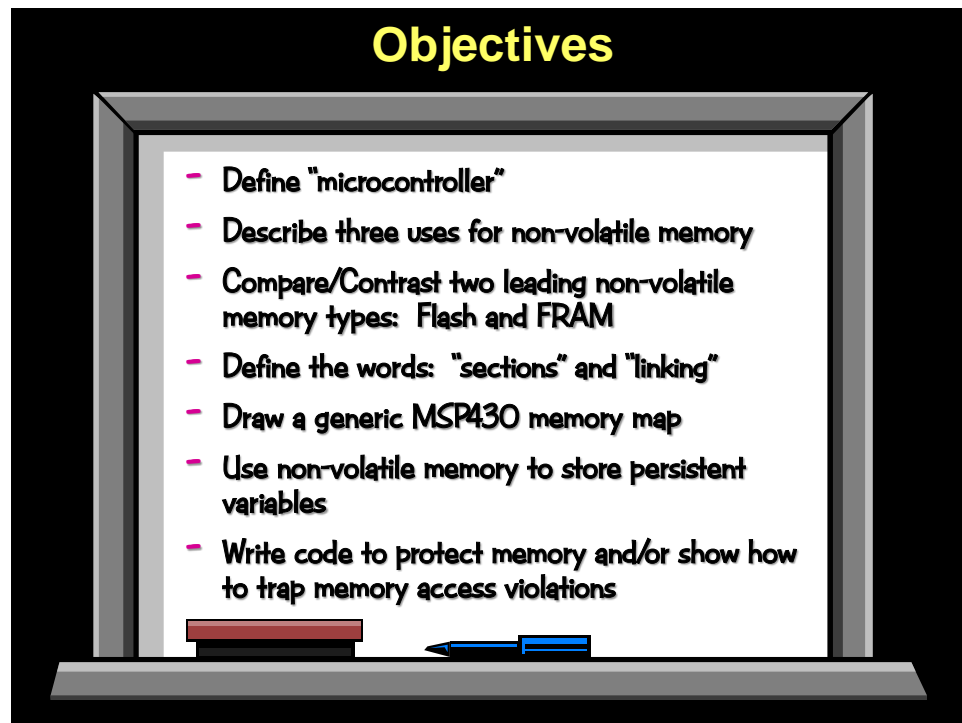 Objectives
- Define “microcontroller”
- Describe three uses for non-volatile memory
- Compare/Contrast two leading non-volatile
memory types:  Flash and FRAM
- Define the words:  “sections” and “linking”
- Draw a generic MSP430 memory map
- Use non-volatile memory to store persistent
variables
- Write code to protect memory and/or show how
to trap memory access violations